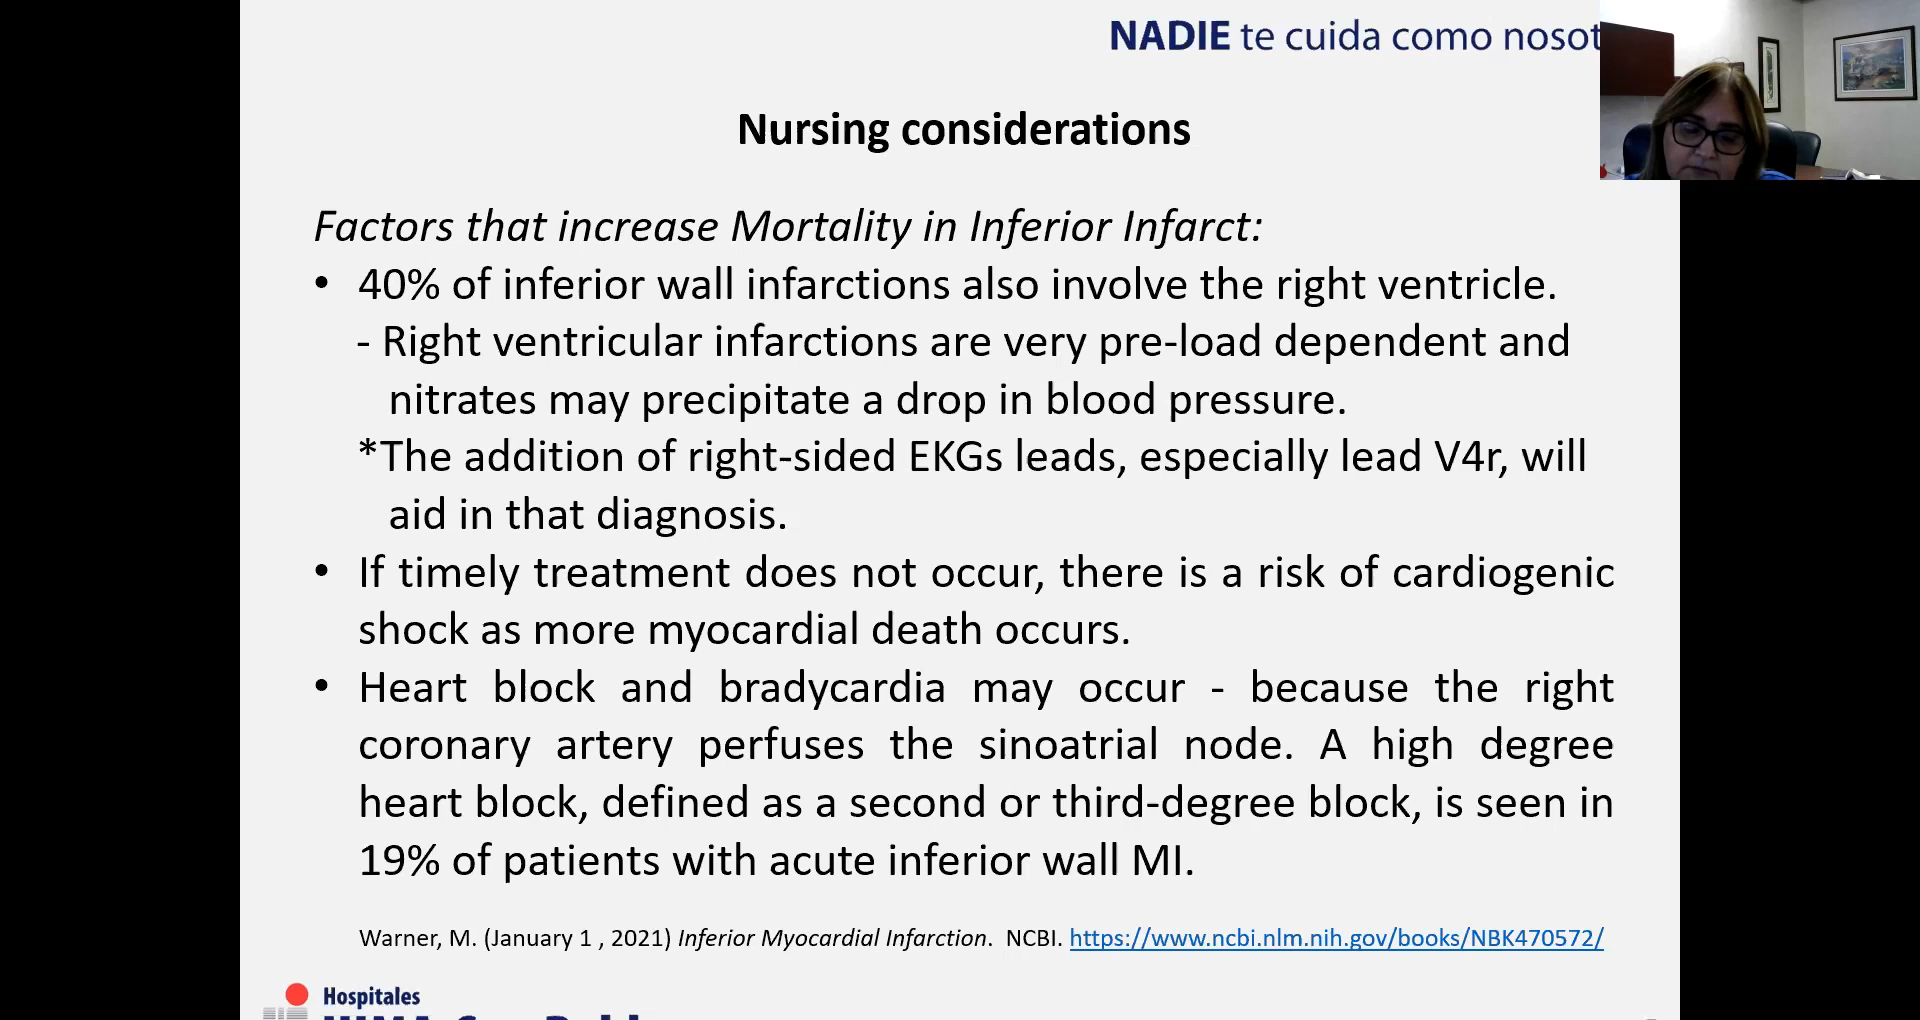 NADIE te cuida como
Nursing considerations
Factors that increase Mortality in Inferior Infarct:
• 40% of inferior wall infarctions also involve the right ventricle.
- Right ventricular infarctions are very pre-load dependent and
nitrates may precipitate a drop in blood pressure.
*The addition of right-sided EKGs leads, especially lead V4r, will
aid in that diagnosis.
• If timely treatment does not occur, there is a risk of cardiogenic
shock as more myocardial death occurs.
• Heart block and bradycardia may occur - because the right
coronary artery perfuses the sinoatrial node. A high degree
heart block, defined as a second or third-degree block, is seen in
19% of patients with acute inferior wall MI.
Warner, M. (January 1 , 2021) Inferior Myocardial Infarction. NCBI. https://www.ncbi.nlm.nih.gov/books/NBK470572/
Hospitales